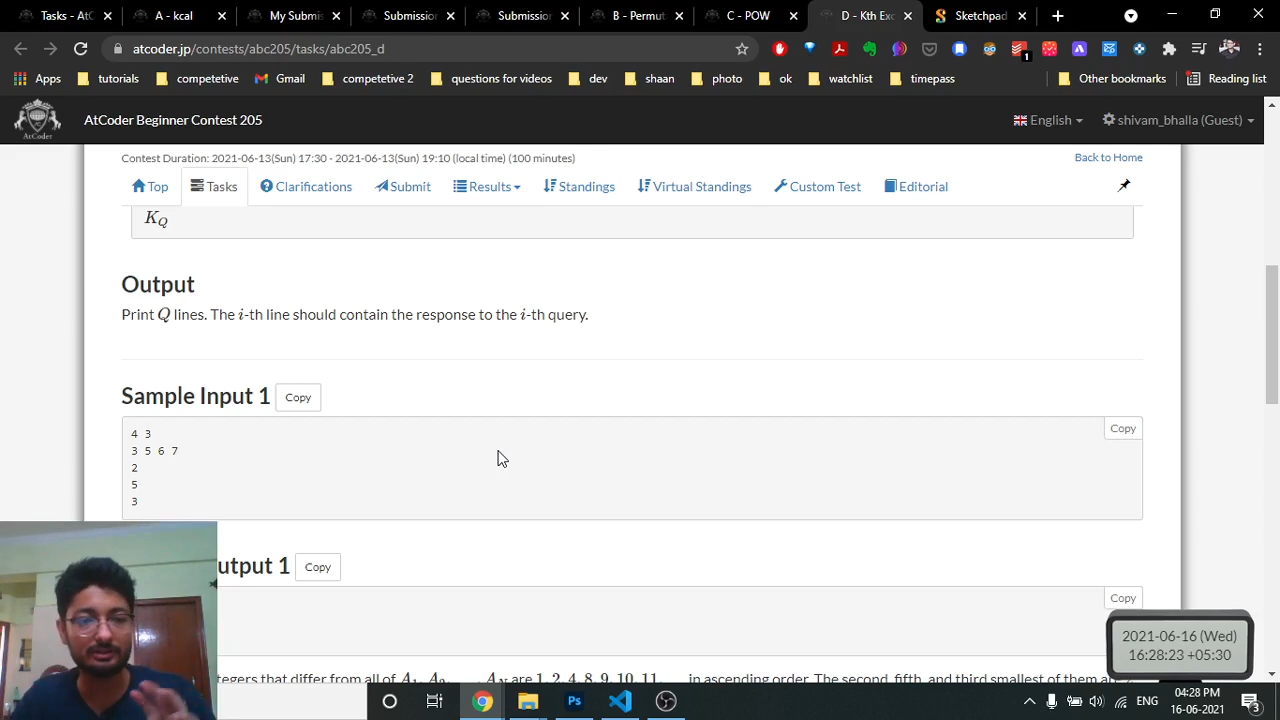 Tasks - AtC
A - kcal
My Submis
Submission
Submission
B - Permut
C - POW
D - Kth Exc
Sketchpad
atcoder.jp/contests/abc205/tasks/abc205_d
1
Apps
tutorials
competetive
Gmail
competetive 2
questions for videos
dev
shaan
photo
ok
watchlist
timepass
Other bookmarks
Reading list
AtCoder Beginner Contest 205
English
shivam_bhalla (Guest)
Contest Duration: 2021-06-13(Sun) 17:30 - 2021-06-13(Sun) 19:10 (local time) (100 minutes)
Back to Home
Top
Tasks
Clarifications
Submit
Results
Standings
Virtual Standings
Custom Test
Editorial
K_Q
Output
Print Q lines. The i-th line should contain the response to the i-th query.
Sample Input 1
Copy
Copy
4 3
3 5 6 7
2
5
3
utput 1
Copy
Copy
tegers that differ from all of A_1, A_2, are 1, 2, 4, 8, 9, 10, 11, in ascending order. The second, fifth, and third smallest of them are
2021-06-16 (Wed)
16:28:23 +05:30
ENG
04:28 PM
16-06-2021
3